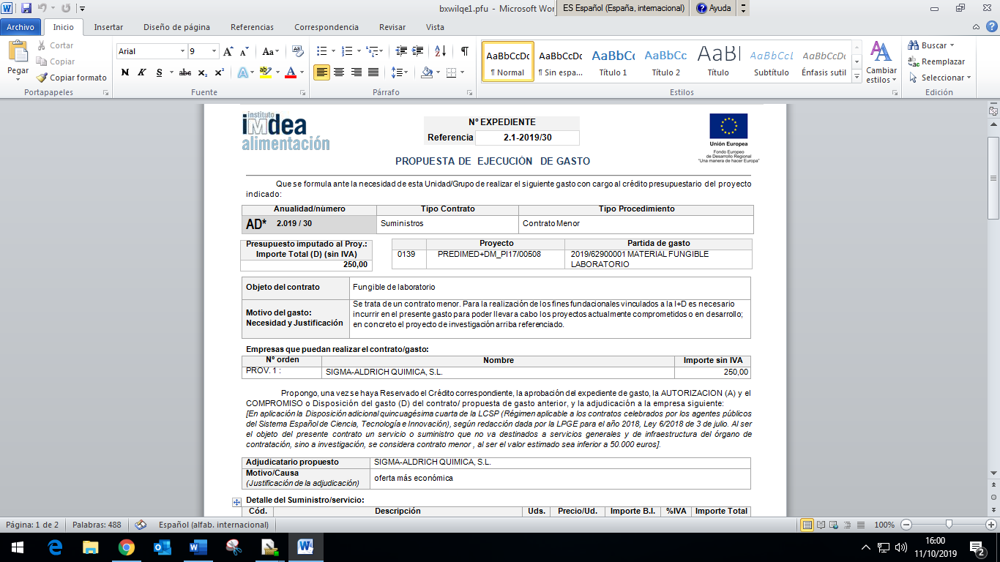 bxwilqe1.pfu - Microsoft Wor
ES Español (España, internacional)
Ayuda
Archivo
Inicio
Insertar
Diseño de página
Referencias
Correspondencia
Revisar
Vista
Pegar
Cortar
Copiar
Copiar formato
Portapapeles
Arial
9
N K S abc x₂ x²
Fuente
Párrafo
AaBbCcDc
¶ Normal
AaBbCcDc
¶ Sin espa...
AaBbC
Título 1
AaBbCc
Título 2
AaBl
Título
AaBbCcL
Subtítulo
AaBbCcDc
Énfasis sutil
Estilos
Cambiar
estilos
Buscar
Reemplazar
Seleccionar
Edición
instituto
iMdea
alimentación
Nº EXPEDIENTE
Referencia 2.1-2019/30
Unión Europea
Fondo Europeo
de Desarrollo Regional
"Una manera de hacer Europa"
PROPUESTA DE EJECUCIÓN DE GASTO
Que se formula ante la necesidad de esta Unidad/Grupo de realizar el siguiente gasto con cargo al crédito presupuestario del proyecto
indicado:
Anualidad/número Tipo Contrato Tipo Procedimiento
AD* 2.019 / 30 Suministros Contrato Menor
Presupuesto imputado al Proy.:
Importe Total (D) (sin IVA)
250,00
Proyecto Partida de gasto
0139 PREDIMED+DM_PI17/00508 2019/62900001 MATERIAL FUNGIBLE
LABORATORIO
Objeto del contrato Fungible de laboratorio
Motivo del gasto:
Necesidad y Justificación
Se trata de un contrato menor. Para la realización de los fines fundacionales vinculados a la I+D es necesario
incurrir en el presente gasto para poder llevar a cabo los proyectos actualmente comprometidos o en desarrollo;
en concreto el proyecto de investigación arriba referenciado.
Empresas que puedan realizar el contrato/gasto:
Nº orden Nombre Importe sin IVA
PROV. 1 : SIGMA-ALDRICH QUIMICA, S.L. 250,00
Propongo, una vez se haya Reservado el Crédito correspondiente, la aprobación del expediente de gasto, la AUTORIZACION (A) y el
COMPROMISO o Disposición del gasto (D) del contrato/ propuesta de gasto anterior, y la adjudicación a la empresa siguiente:
[En aplicación la Disposición adicional quincuagésima cuarta de la LCSP (Régimen aplicable a los contratos celebrados por los agentes públicos
del Sistema Español de Ciencia, Tecnología e Innovación), según redacción dada por la LPGE para el año 2018, Ley 6/2018 de 3 de julio. Al ser
el objeto del presente contrato un servicio o suministro que no va destinados a servicios generales y de infraestructura del órgano de
contratación, sino a investigación, se considera contrato menor , al ser el valor estimado sea inferior a 50.000 euros].
Adjudicatario propuesto SIGMA-ALDRICH QUIMICA, S.L.
Motivo/Causa
(Justificación de la adjudicación)
oferta más económica
Detalle del Suministro/servicio:
Cód. Descripción Uds. Precio/Ud. Importe B.I. %IVA Importe Total
Página: 1 de 2
Palabras: 488
Español (alfab. internacional)
100%
16:00
11/10/2019
2